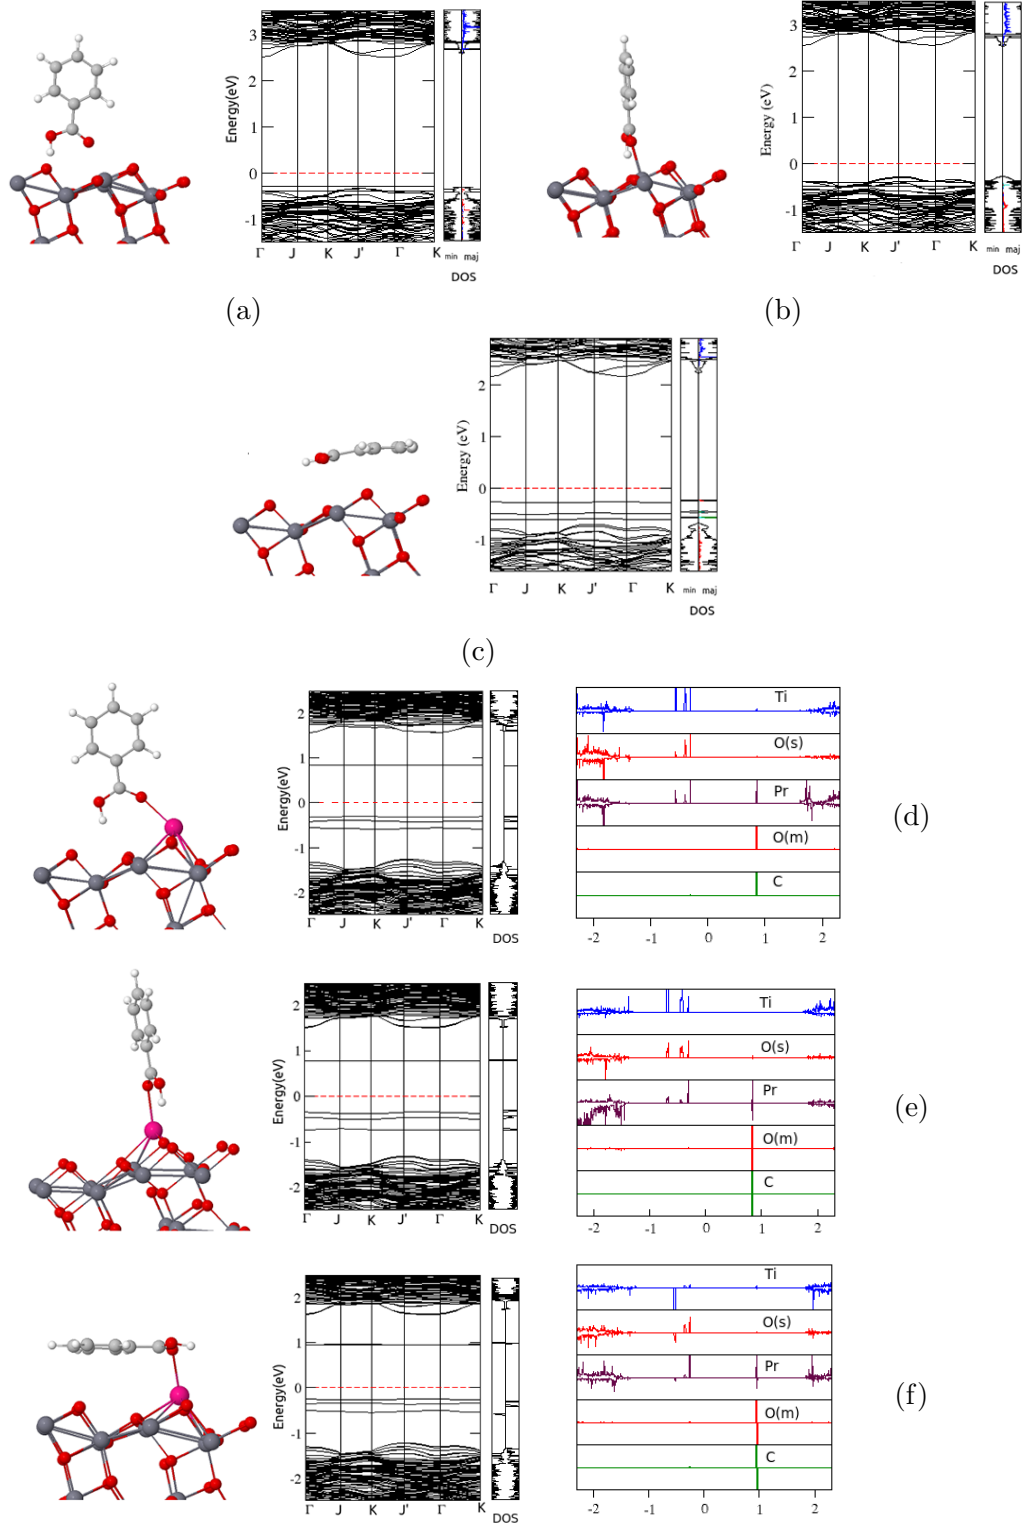 3
2
1
0
-1
Energy(eV)
Γ J K J' Γ K
min maj
DOS
(a)
3
2
1
0
-1
Energy (eV)
Γ J K J' Γ K
min maj
DOS
(b)
2
1
0
-1
Energy (eV)
Γ J K J' Γ K
min maj
DOS
(c)
2
1
0
-1
-2
Energy(eV)
Γ J K J' Γ K
DOS
Ti
O(s)
Pr
O(m)
C
-2 -1 0 1 2
(d)
2
1
0
-1
-2
Energy(eV)
Γ J K J' Γ K
DOS
Ti
O(s)
Pr
O(m)
C
-2 -1 0 1 2
(e)
2
1
0
-1
-2
Energy(eV)
Γ J K J' Γ K
DOS
Ti
O(s)
Pr
O(m)
C
-2 -1 0 1 2
(f)